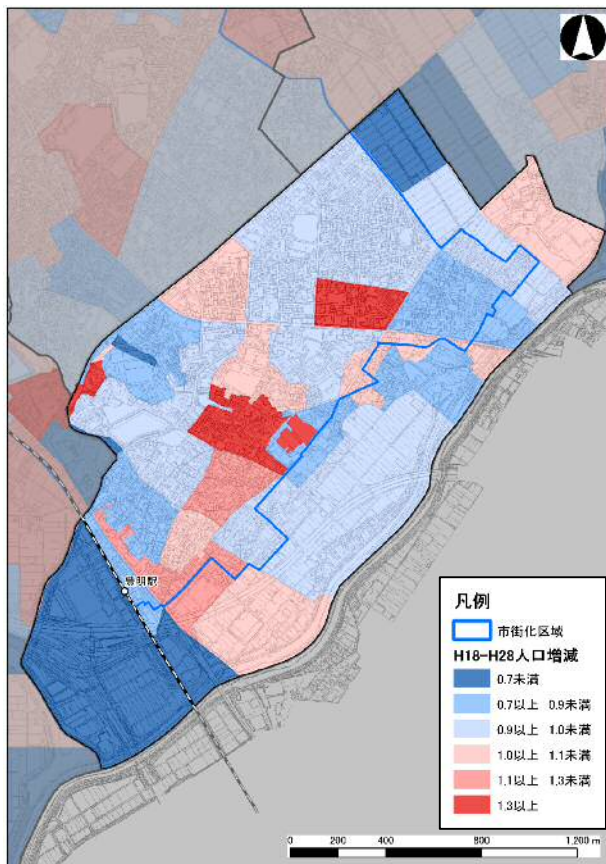 豊明駅
凡例
市街化区域
H18-H28人口増減
0.7未満
0.7以上 0.9未満
0.9以上 1.0未満
1.0以上 1.1未満
1.1以上 1.3未満
1.3以上
0 200 400 800 1,200 m